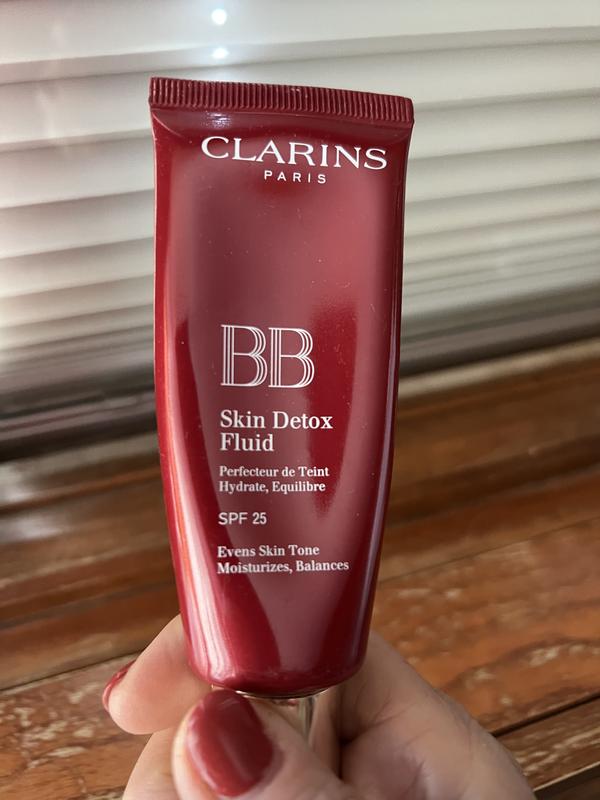 CLARINS
PARIS
BB
Skin Detox
Fluid
Perfecteur de Teint
Hydrate, Equilibre
SPF 25
Evens Skin Tone
Moisturizes, Balances